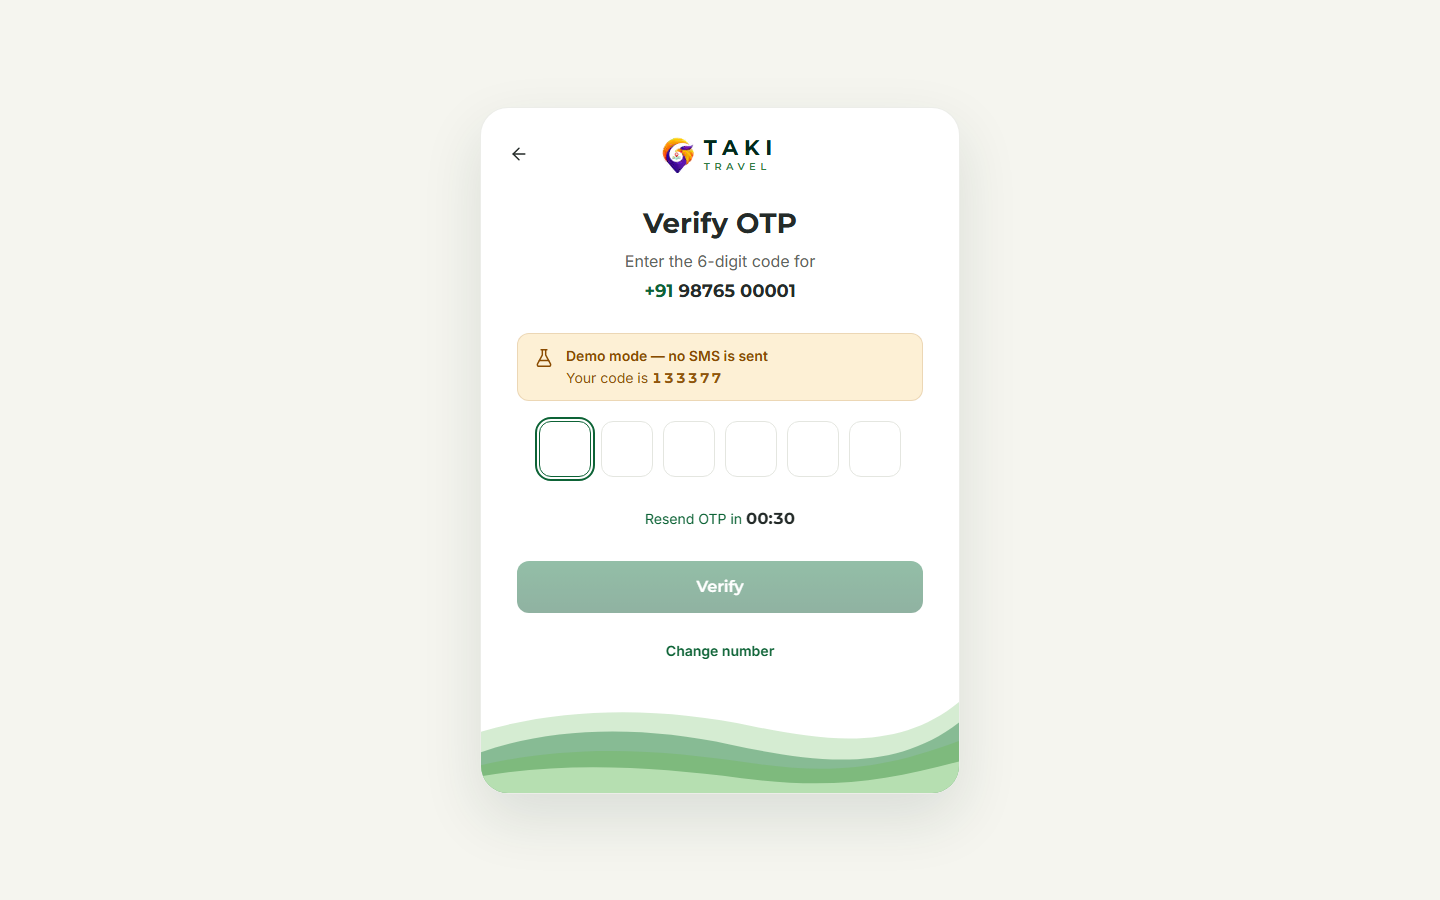 TAKI
TRAVEL
Verify OTP
Enter the 6-digit code for
+91 98765 00001
Demo mode — no SMS is sent
Your code is 133377
Resend OTP in 00:30
Verify
Change number